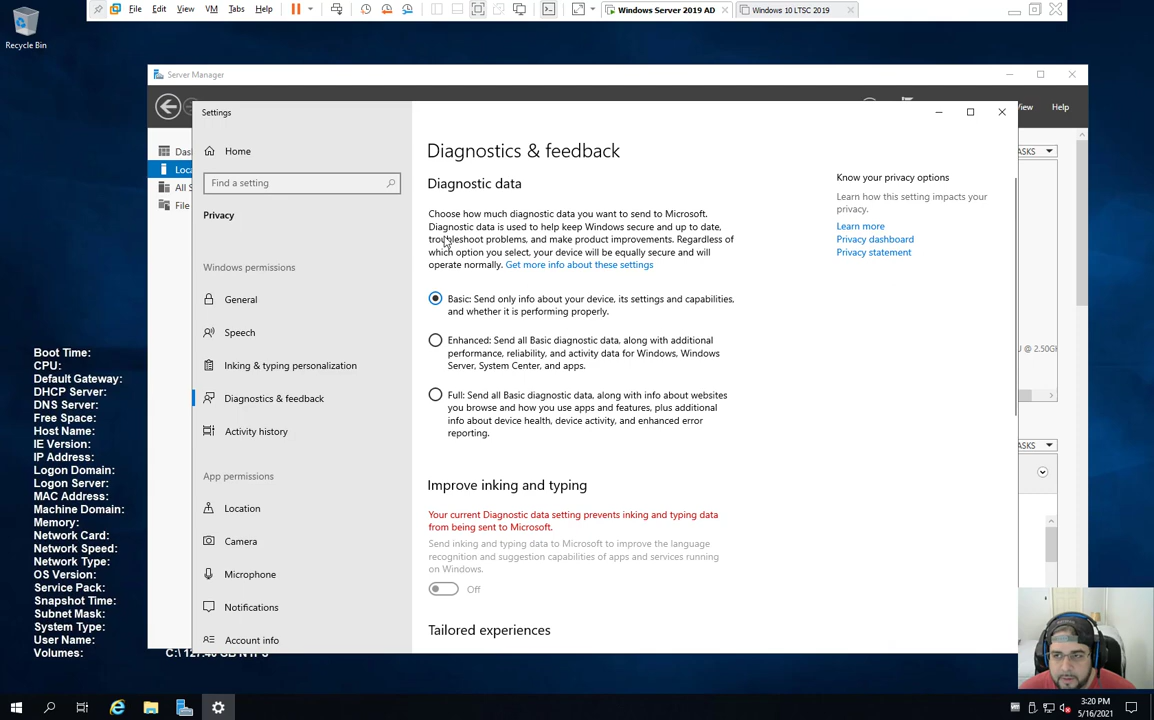 File Edit View VM Tabs Help
Windows Server 2019 AD
Windows 10 LTSC 2019
Recycle Bin
Server Manager
View
Help
Das
Loca
All S
File
ASKS
U @ 2.50GH
ASKS
Settings
Home
Find a setting
Privacy
Windows permissions
General
Speech
Inking & typing personalization
Diagnostics & feedback
Activity history
App permissions
Location
Camera
Microphone
Notifications
Account info
Diagnostics & feedback
Diagnostic data
Choose how much diagnostic data you want to send to Microsoft.
Diagnostic data is used to help keep Windows secure and up to date,
troubleshoot problems, and make product improvements. Regardless of
which option you select, your device will be equally secure and will
operate normally. Get more info about these settings
Basic: Send only info about your device, its settings and capabilities,
and whether it is performing properly.
Enhanced: Send all Basic diagnostic data, along with additional
performance, reliability, and activity data for Windows, Windows
Server, System Center, and apps.
Full: Send all Basic diagnostic data, along with info about websites
you browse and how you use apps and features, plus additional
info about device health, device activity, and enhanced error
reporting.
Improve inking and typing
Your current Diagnostic data setting prevents inking and typing data
from being sent to Microsoft.
Send inking and typing data to Microsoft to improve the language
recognition and suggestion capabilities of apps and services running
on Windows.
Off
Tailored experiences
Know your privacy options
Learn how this setting impacts your
privacy.
Learn more
Privacy dashboard
Privacy statement
Boot Time:
CPU:
Default Gateway:
DHCP Server:
DNS Server:
Free Space:
Host Name:
IE Version:
IP Address:
Logon Domain:
Logon Server:
MAC Address:
Machine Domain:
Memory:
Network Card:
Network Speed:
Network Type:
OS Version:
Service Pack:
Snapshot Time:
Subnet Mask:
System Type:
User Name:
Volumes:
3:20 PM
5/16/2021